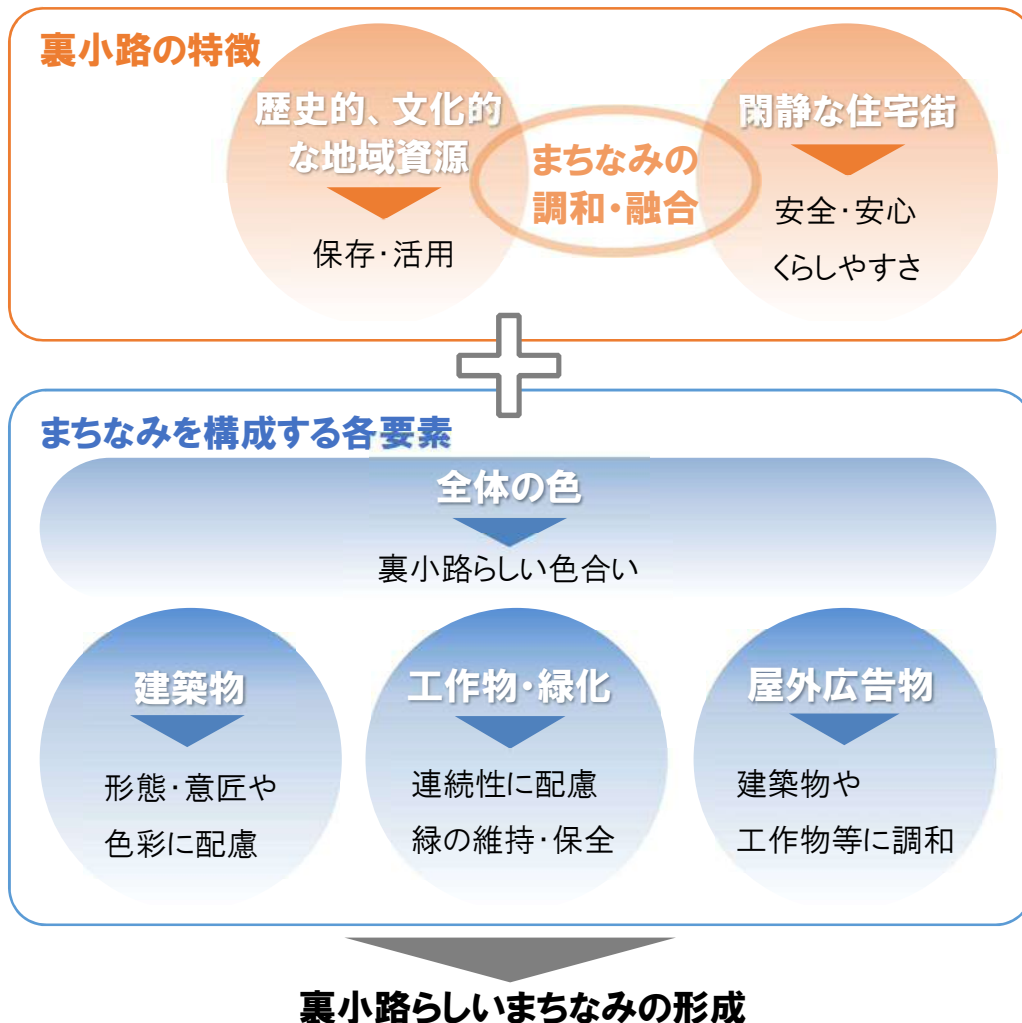 裏小路の特徴
歴史的、文化的
な地域資源
保存・活用
まちなみの
調和・融合
閑静な住宅街
安全・安心
くらしやすさ
まちなみを構成する各要素
全体の色
裏小路らしい色合い
建築物
形態・意匠や
色彩に配慮
工作物・緑化
連続性に配慮
緑の維持・保全
屋外広告物
建築物や
工作物等に調和
裏小路らしいまちなみの形成